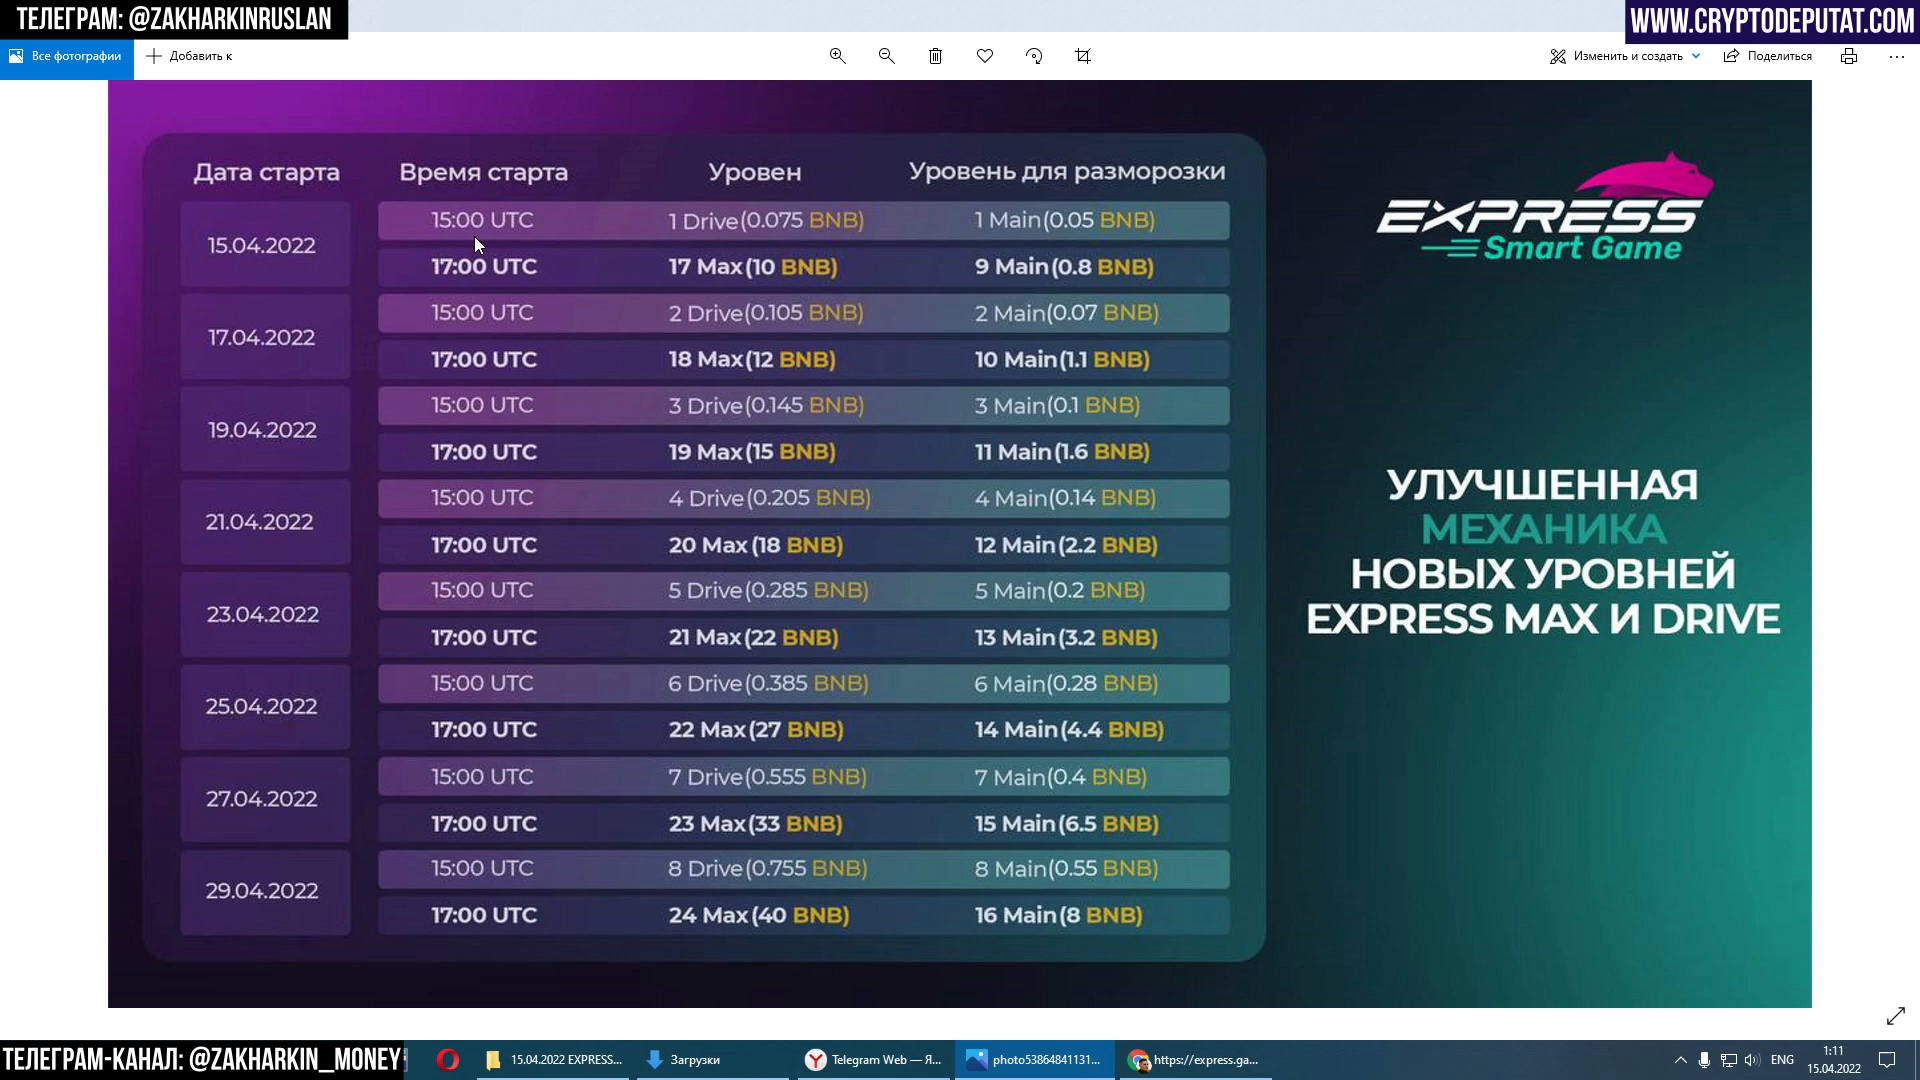 ТЕЛЕГРАМ: @ZAKHARKINRUSLAN
WWW.CRYPTODEPUTAT.COM
Все фотографии
Добавить к
Изменить и создать
Поделиться
Дата старта Время старта Уровен Уровень для разморозки
15.04.2022
15:00 UTC 1 Drive(0.075 BNB) 1 Main(0.05 BNB)
17:00 UTC 17 Max(10 BNB) 9 Main(0.8 BNB)
17.04.2022
15:00 UTC 2 Drive(0.105 BNB) 2 Main(0.07 BNB)
17:00 UTC 18 Max(12 BNB) 10 Main(1.1 BNB)
19.04.2022
15:00 UTC 3 Drive(0.145 BNB) 3 Main(0.1 BNB)
17:00 UTC 19 Max(15 BNB) 11 Main(1.6 BNB)
21.04.2022
15:00 UTC 4 Drive(0.205 BNB) 4 Main(0.14 BNB)
17:00 UTC 20 Max(18 BNB) 12 Main(2.2 BNB)
23.04.2022
15:00 UTC 5 Drive(0.285 BNB) 5 Main(0.2 BNB)
17:00 UTC 21 Max(22 BNB) 13 Main(3.2 BNB)
25.04.2022
15:00 UTC 6 Drive(0.385 BNB) 6 Main(0.28 BNB)
17:00 UTC 22 Max(27 BNB) 14 Main(4.4 BNB)
27.04.2022
15:00 UTC 7 Drive(0.555 BNB) 7 Main(0.4 BNB)
17:00 UTC 23 Max(33 BNB) 15 Main(6.5 BNB)
29.04.2022
15:00 UTC 8 Drive(0.755 BNB) 8 Main(0.55 BNB)
17:00 UTC 24 Max(40 BNB) 16 Main(8 BNB)
EXPRESS
Smart Game
УЛУЧШЕННАЯ
МЕХАНИКА
НОВЫХ УРОВНЕЙ
EXPRESS MAX И DRIVE
ТЕЛЕГРАМ-КАНАЛ: @ZAKHARKIN_MONEY
15.04.2022 EXPRESS...
Загрузки
Telegram Web — Я...
photo53864841131...
https://express.ga...
ENG
1:11
15.04.2022